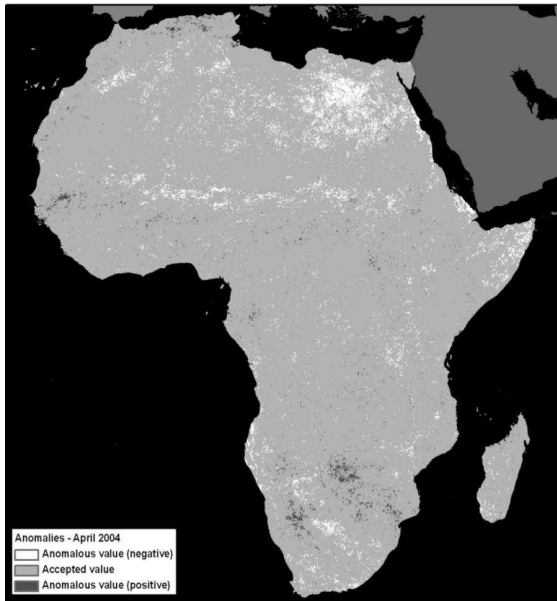 Anomalies - April 2004
Anomalous value (negative)
Accepted value
Anomalous value (positive)